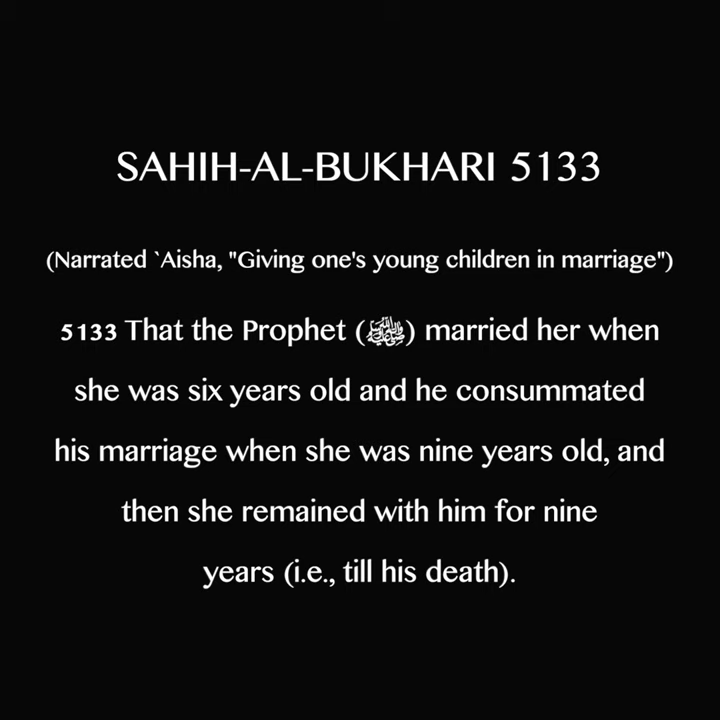 SAHIH-AL-BUKHARI 5133
(Narrated `Aisha, "Giving one's young children in marriage")
5133 That the Prophet (ﷺ) married her when
she was six years old and he consummated
his marriage when she was nine years old, and
then she remained with him for nine
years (i.e., till his death).